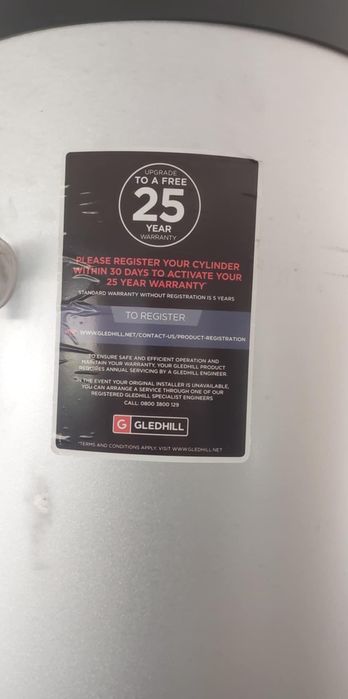 UPGRADE
TO A FREE
25
YEAR
WARRANTY
PLEASE REGISTER YOUR CYLINDER
WITHIN 30 DAYS TO ACTIVATE YOUR
25 YEAR WARRANTY*
STANDARD WARRANTY WITHOUT REGISTRATION IS 5 YEARS
TO REGISTER
WWW.GLEDHILL.NET/CONTACT-US/PRODUCT-REGISTRATION
TO ENSURE SAFE AND EFFICIENT OPERATION AND
MAINTAIN YOUR WARRANTY, YOUR GLEDHILL PRODUCT
REQUIRES ANNUAL SERVICING BY A GLEDHILL ENGINEER.
IN THE EVENT YOUR ORIGINAL INSTALLER IS UNAVAILABLE,
YOU CAN ARRANGE A SERVICE THROUGH ONE OF OUR
REGISTERED GLEDHILL SPECIALIST ENGINEERS
CALL: 0800 3800 129
G GLEDHILL
*TERMS AND CONDITIONS APPLY. VISIT WWW.GLEDHILL.NET